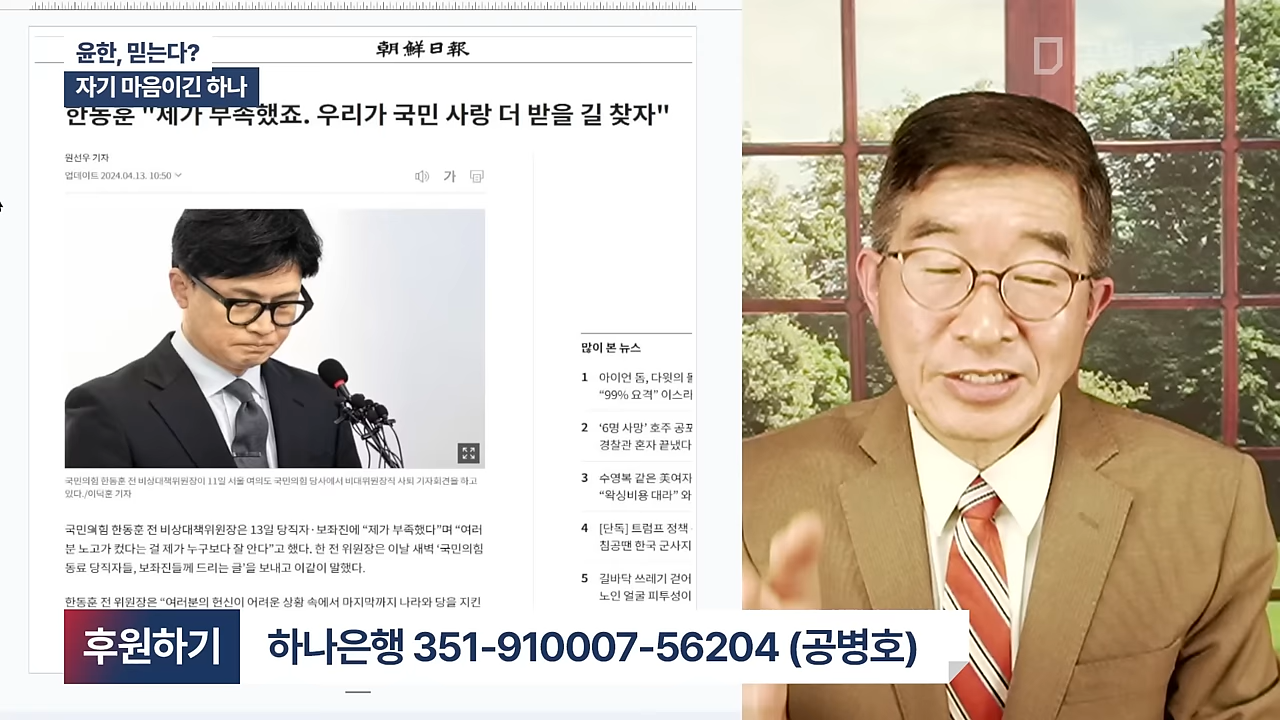 윤한, 믿는다?
자기 마음이긴 하나
朝鮮日報
한동훈 "제가 부족했죠. 우리가 국민 사랑 더 받을 길 찾자"
원선우 기자
업데이트 2024.04.13. 10:50
가
국민의힘 한동훈 전 비상대책위원장이 11일 서울 여의도 국민의힘 당사에서 비대위원장직 사퇴 기자회견을 하고
있다./이덕훈 기자
국민의힘 한동훈 전 비상대책위원장은 13일 당직자·보좌진에 “제가 부족했다”며 “여러
분 노고가 컸다는 걸 제가 누구보다 잘 안다”고 했다. 한 전 위원장은 이날 새벽 ‘국민의힘
동료 당직자들, 보좌진들께 드리는 글’을 보내고 이같이 말했다.
한동훈 전 위원장은 “여러분의 헌신이 어려운 상황 속에서 마지막까지 나라와 당을 지킨
많이 본 뉴스
1 아이언 돔, 다윗의
“99% 요격” 이스라
2 ‘6명 사망’ 호주
경찰관 혼자 끝냈다
3 수영복 같은 美여자
“왁싱비용 대라” 와
4 [단독] 트럼프 정책
침공땐 한국 군사지
5 길바닥 쓰레기 걷어
노인 얼굴 피투성이
후원하기
하나은행 351-910007-56204 (공병호)